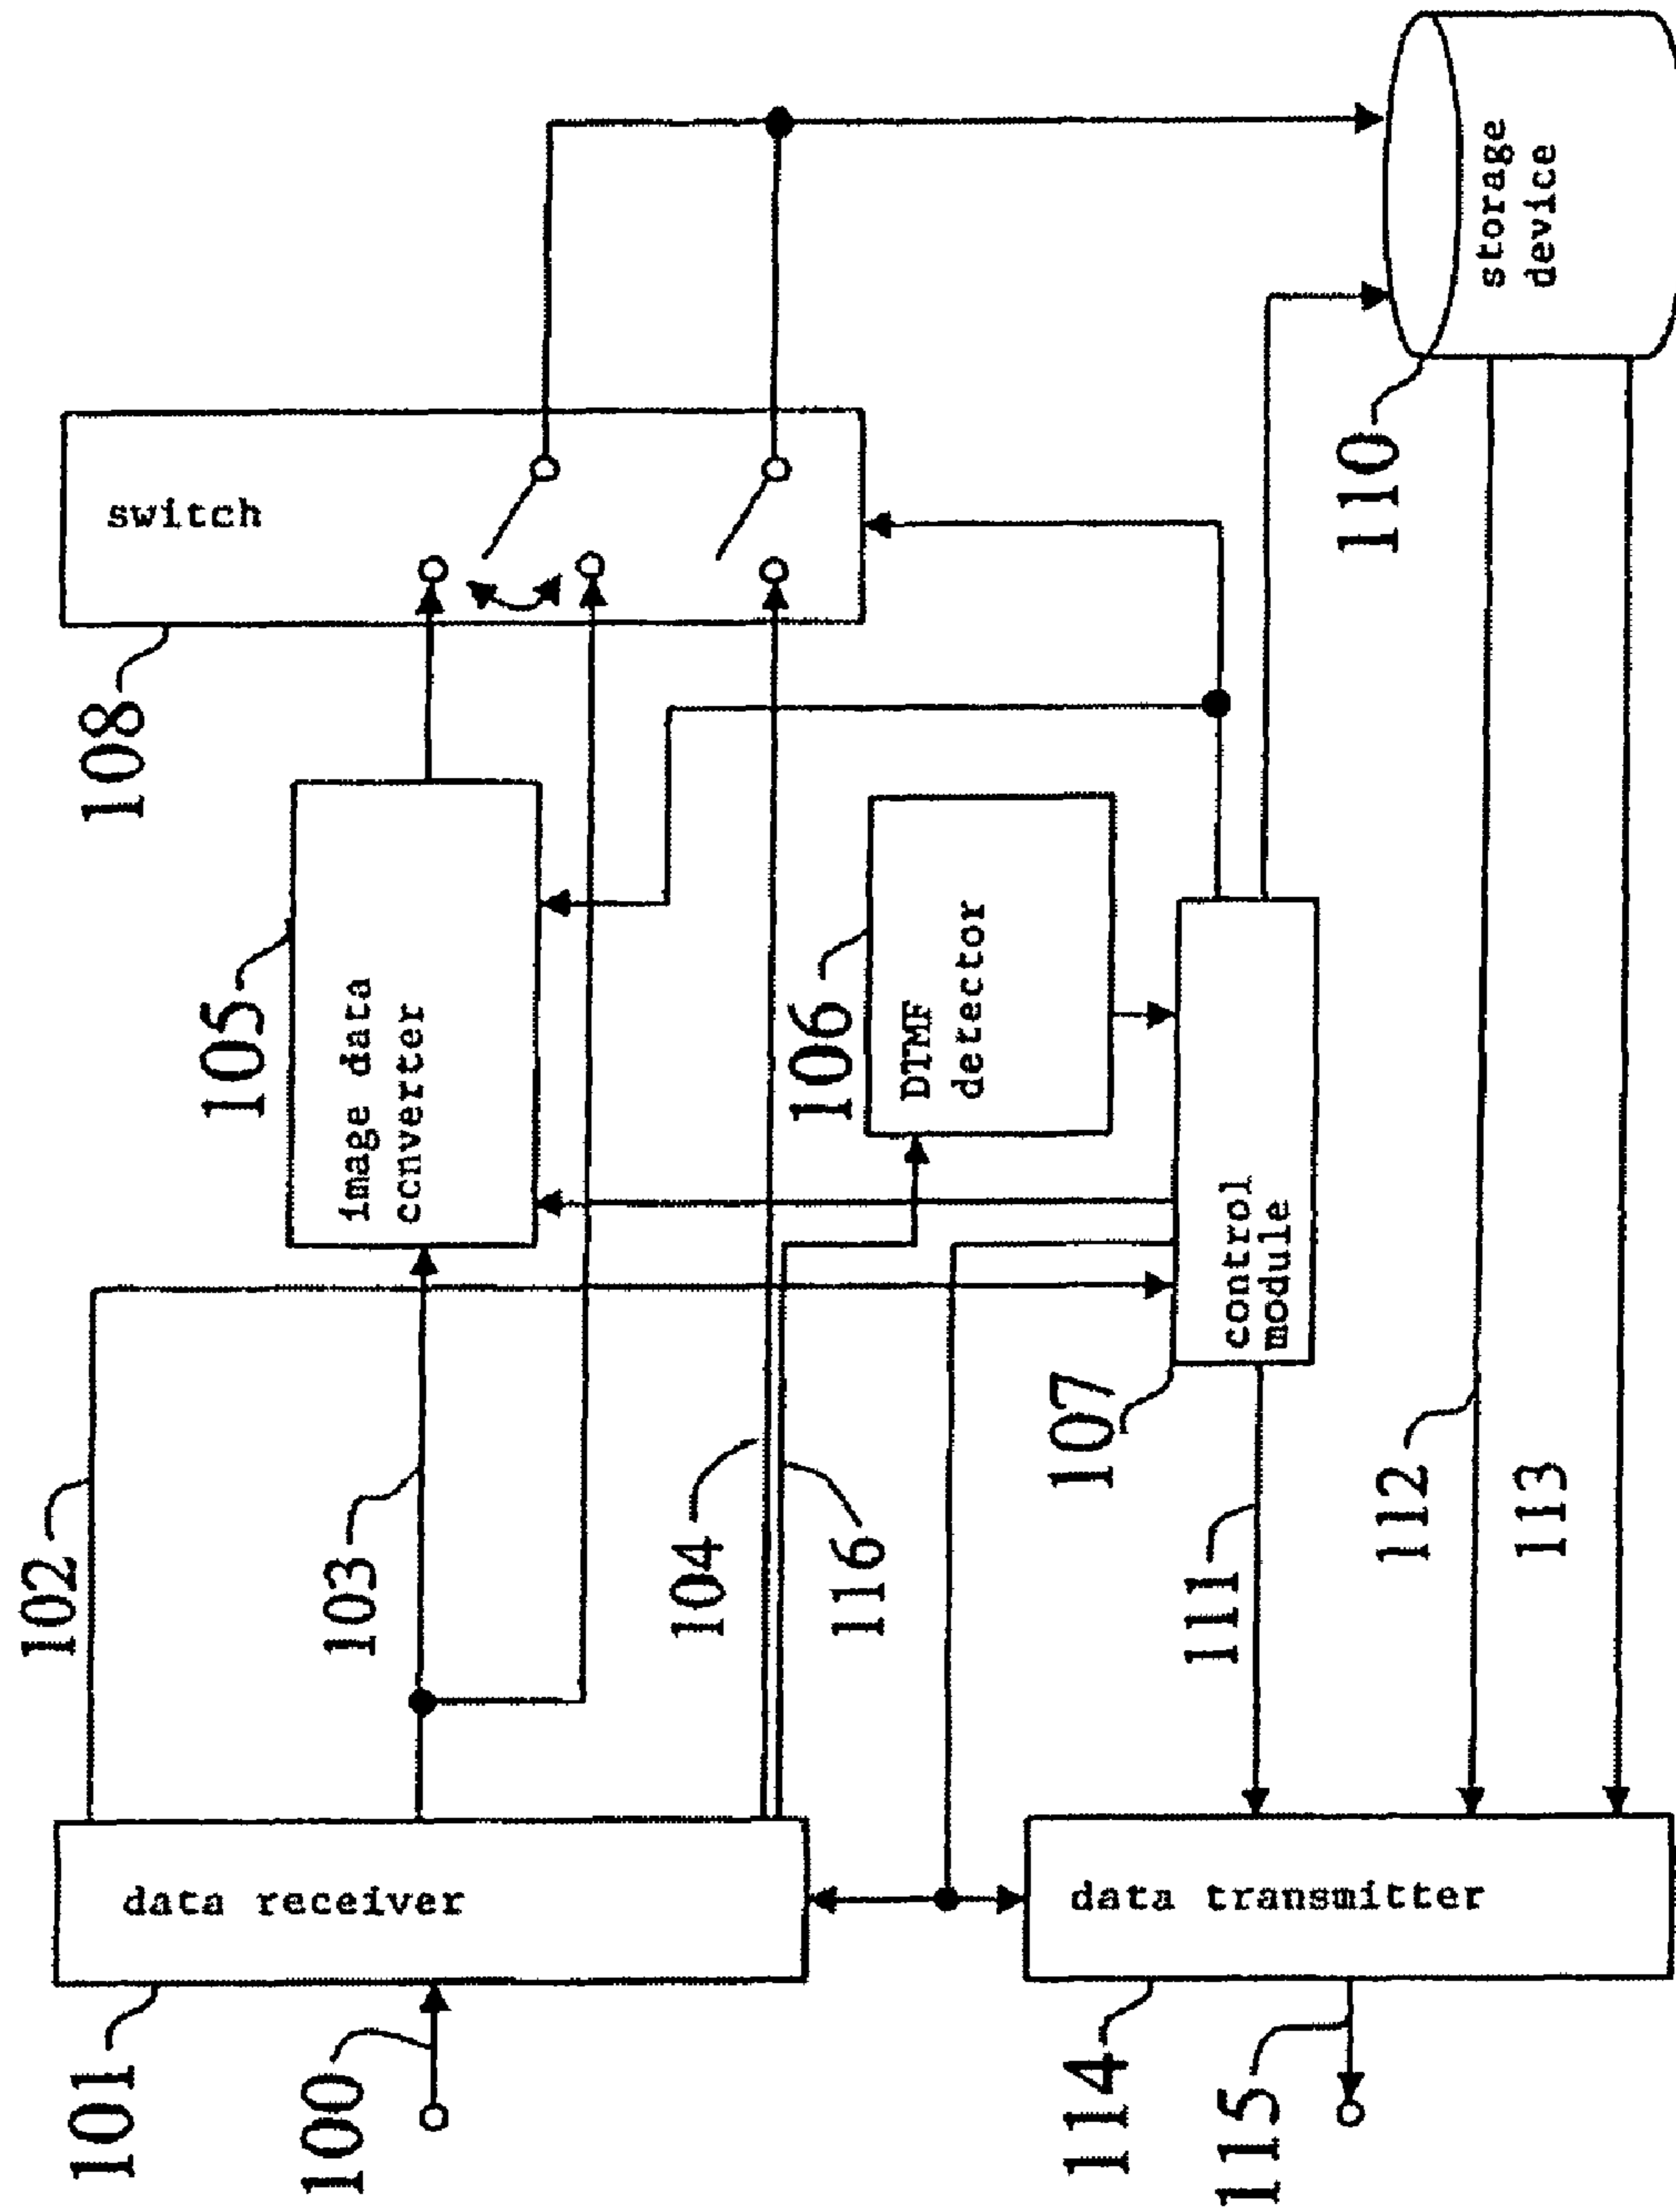 101
100
data receiver
102
103
104
116
105
image data
converter
106
DTMF
detector
108
switch
107
control
module
114
115
data transmitter
111
112
113
110
storage
device